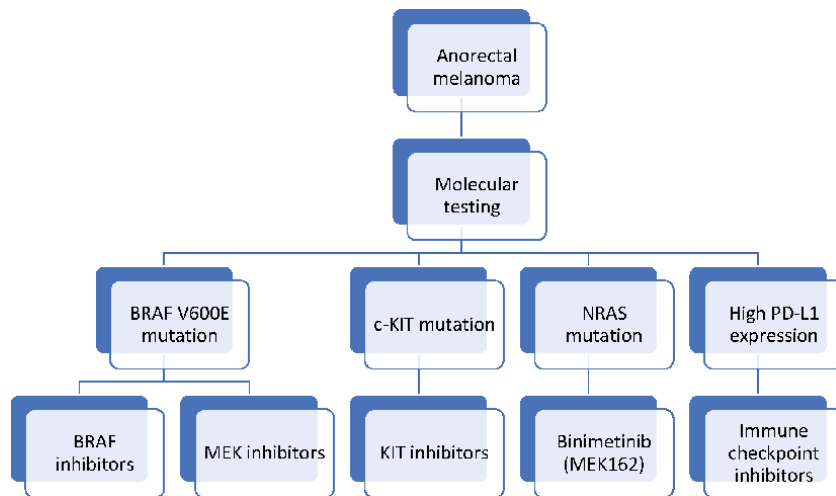 Anorectal
melanoma
Molecular
testing
BRAF V600E
mutation
c-KIT mutation
NRAS
mutation
High PD-L1
expression
BRAF
inhibitors
MEK inhibitors
KIT inhibitors
Binimetinib
(MEK162)
Immune
checkpoint
inhibitors